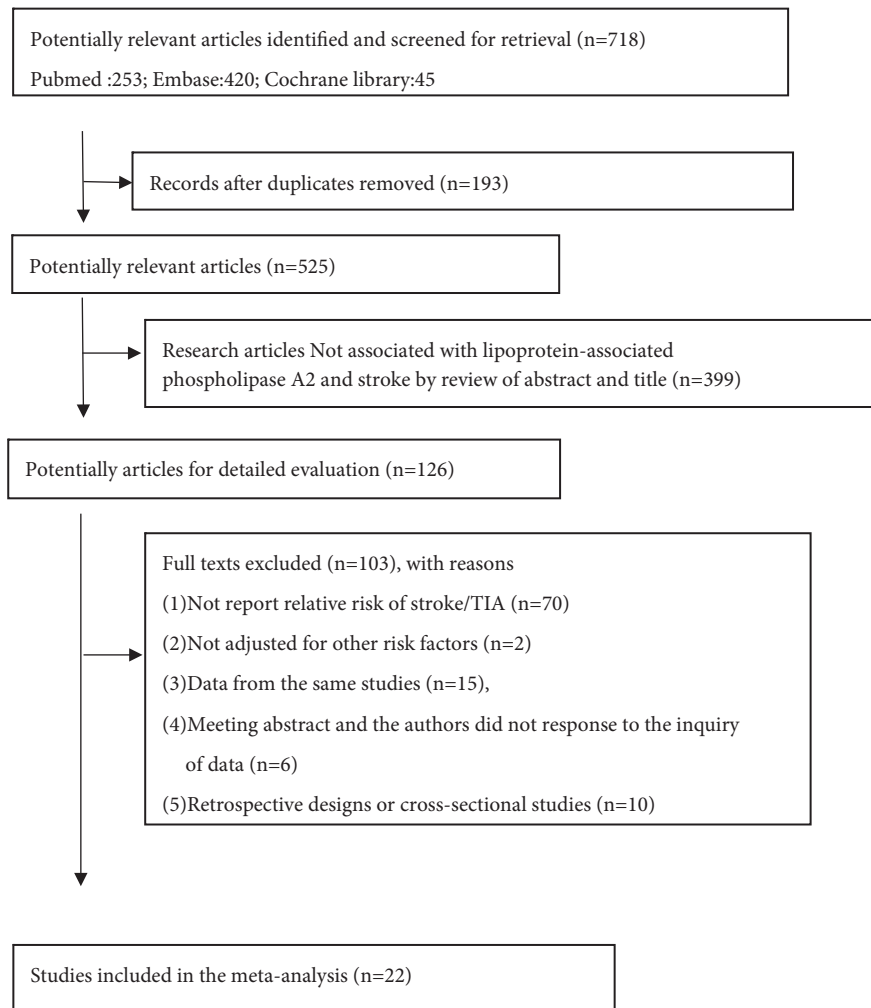 Potentially relevant articles identified and screened for retrieval (n=718)
Pubmed :253; Embase:420; Cochrane library:45
Records after duplicates removed (n=193)
Potentially relevant articles (n=525)
Research articles Not associated with lipoprotein-associated
phospholipase A2 and stroke by review of abstract and title (n=399)
Potentially articles for detailed evaluation (n=126)
Full texts excluded (n=103), with reasons
(1)Not report relative risk of stroke/TIA (n=70)
(2)Not adjusted for other risk factors (n=2)
(3)Data from the same studies (n=15),
(4)Meeting abstract and the authors did not response to the inquiry
of data (n=6)
(5)Retrospective designs or cross-sectional studies (n=10)
Studies included in the meta-analysis (n=22)